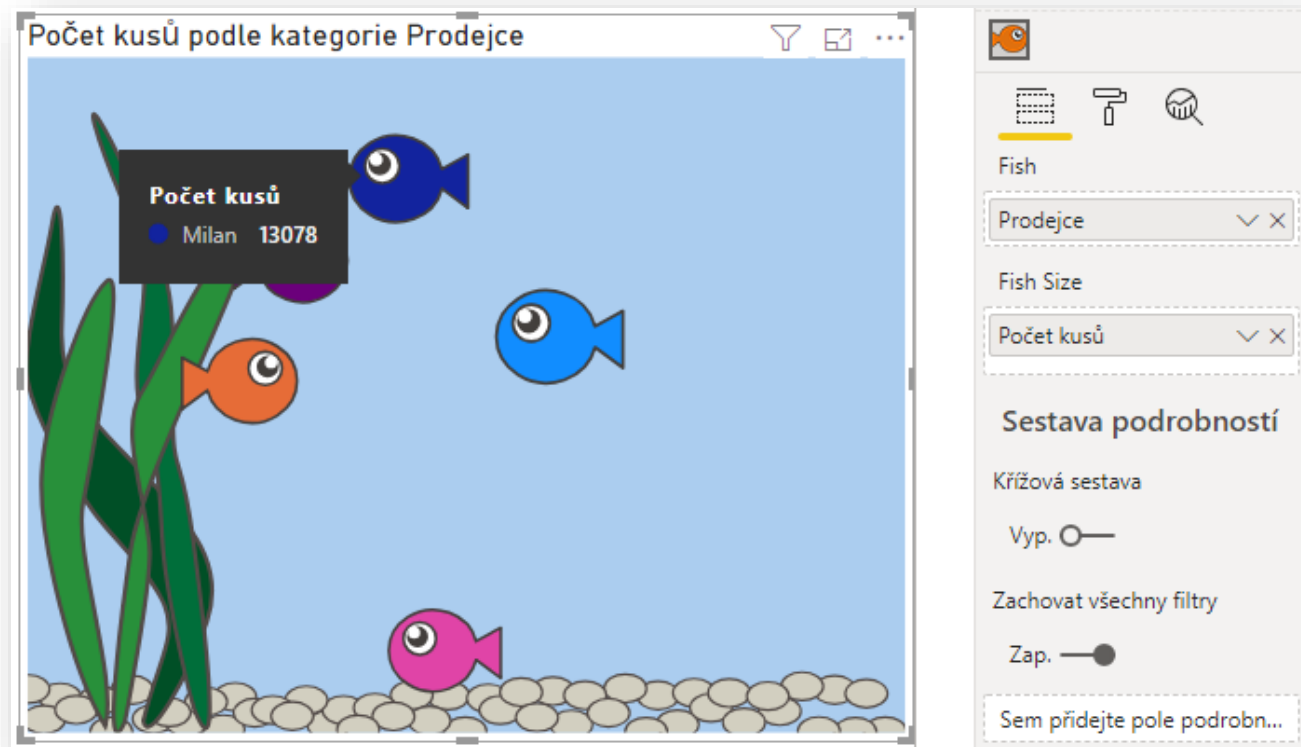 Počet kusů podle kategorie Prodejce
Počet kusů
Milan 13078
Fish
Prodejce
Fish Size
Počet kusů
Sestava podrobností
Křížová sestava
Vyp.
Zachovat všechny filtry
Zap.
Sem přidejte pole podrobn...